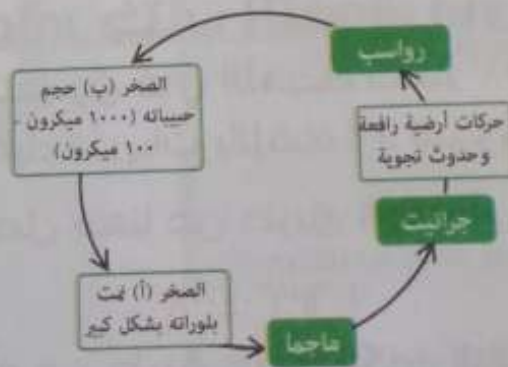 رواسب
الصخر (ب) حجم
حبيباته (١٠٠٠ ميكرون -
١٠٠ ميكرون)
حركات أرضية رافعة
وحدوث تجوية
جرانيت
الصخر (أ) نمت
بلوراته بشكل كبير
ماجما